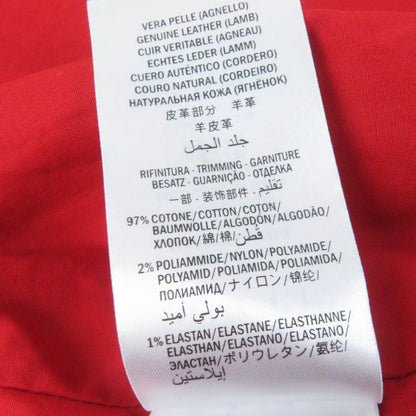 VERA PELLE (AGNELLO)
GENUINE LEATHER (LAMB)
CUIR VERITABLE (AGNEAU)
ECHTES LEDER (LAMM)
CUERO AUTÉNTICO (CORDERO)
COURO NATURAL (CORDEIRO)
НАТУРАЛЬНАЯ КОЖА (ЯГНЁНОК)
皮革部分 羊革
羊皮革
جلد الجمل
RIFINITURA - TRIMMING - GARNITURE
BESATZ - GUARNIÇÃO - ОТДЕЛКА
一部 - 装饰部件 - تقليم
97% COTONE/COTTON/COTON/
BAUMWOLLE/ALGODÓN/ALGODÃO/
ХЛОПОК/綿/棉/ قُطن
2% POLIAMMIDE/NYLON/POLYAMIDE/
POLYAMID/POLIAMIDA/POLIAMIDA/
ПОЛИАМИД/ナイロン/锦纶/
بولي أميد
1% ELASTAN/ELASTANE/ELASTHANNE/
ELASTHAN/ELASTANO/ELASTANO/
ЭЛАСТАН/ポリウレタン/氨纶/
إيلاستين